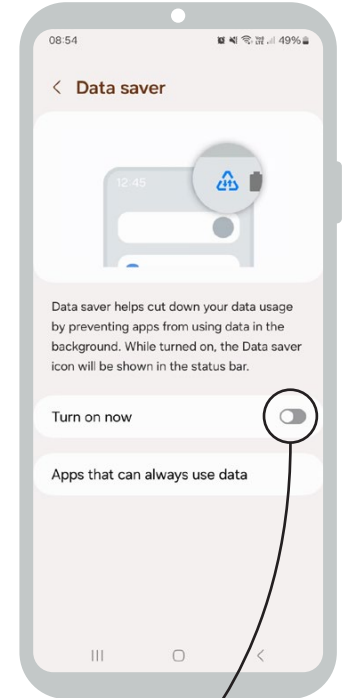 08:54 49%
Data saver
12:45
Data saver helps cut down your data usage
by preventing apps from using data in the
background. While turned on, the Data saver
icon will be shown in the status bar.
Turn on now
Apps that can always use data